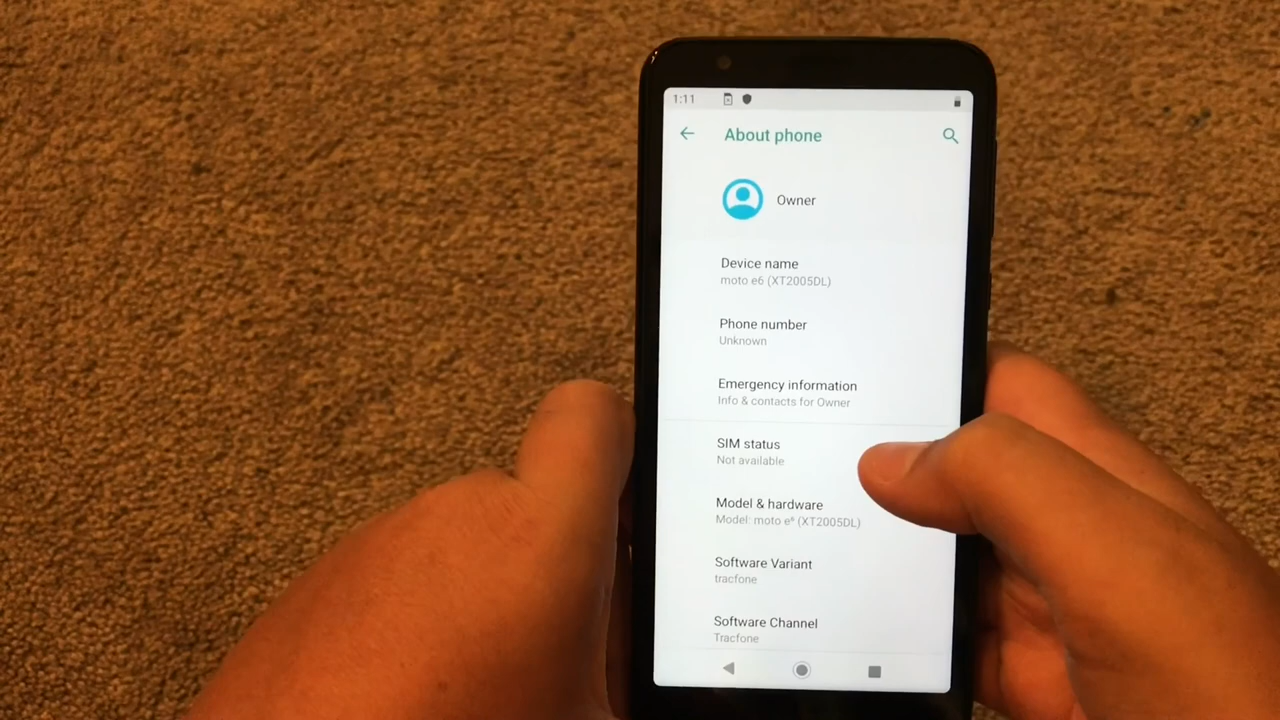 1:11
About phone
Owner
Device name
moto e6 (XT2005DL)
Phone number
Unknown
Emergency information
Info & contacts for Owner
SIM status
Not available
Model & hardware
Model: moto e⁶ (XT2005DL)
Software Variant
tracfone
Software Channel
Tracfone